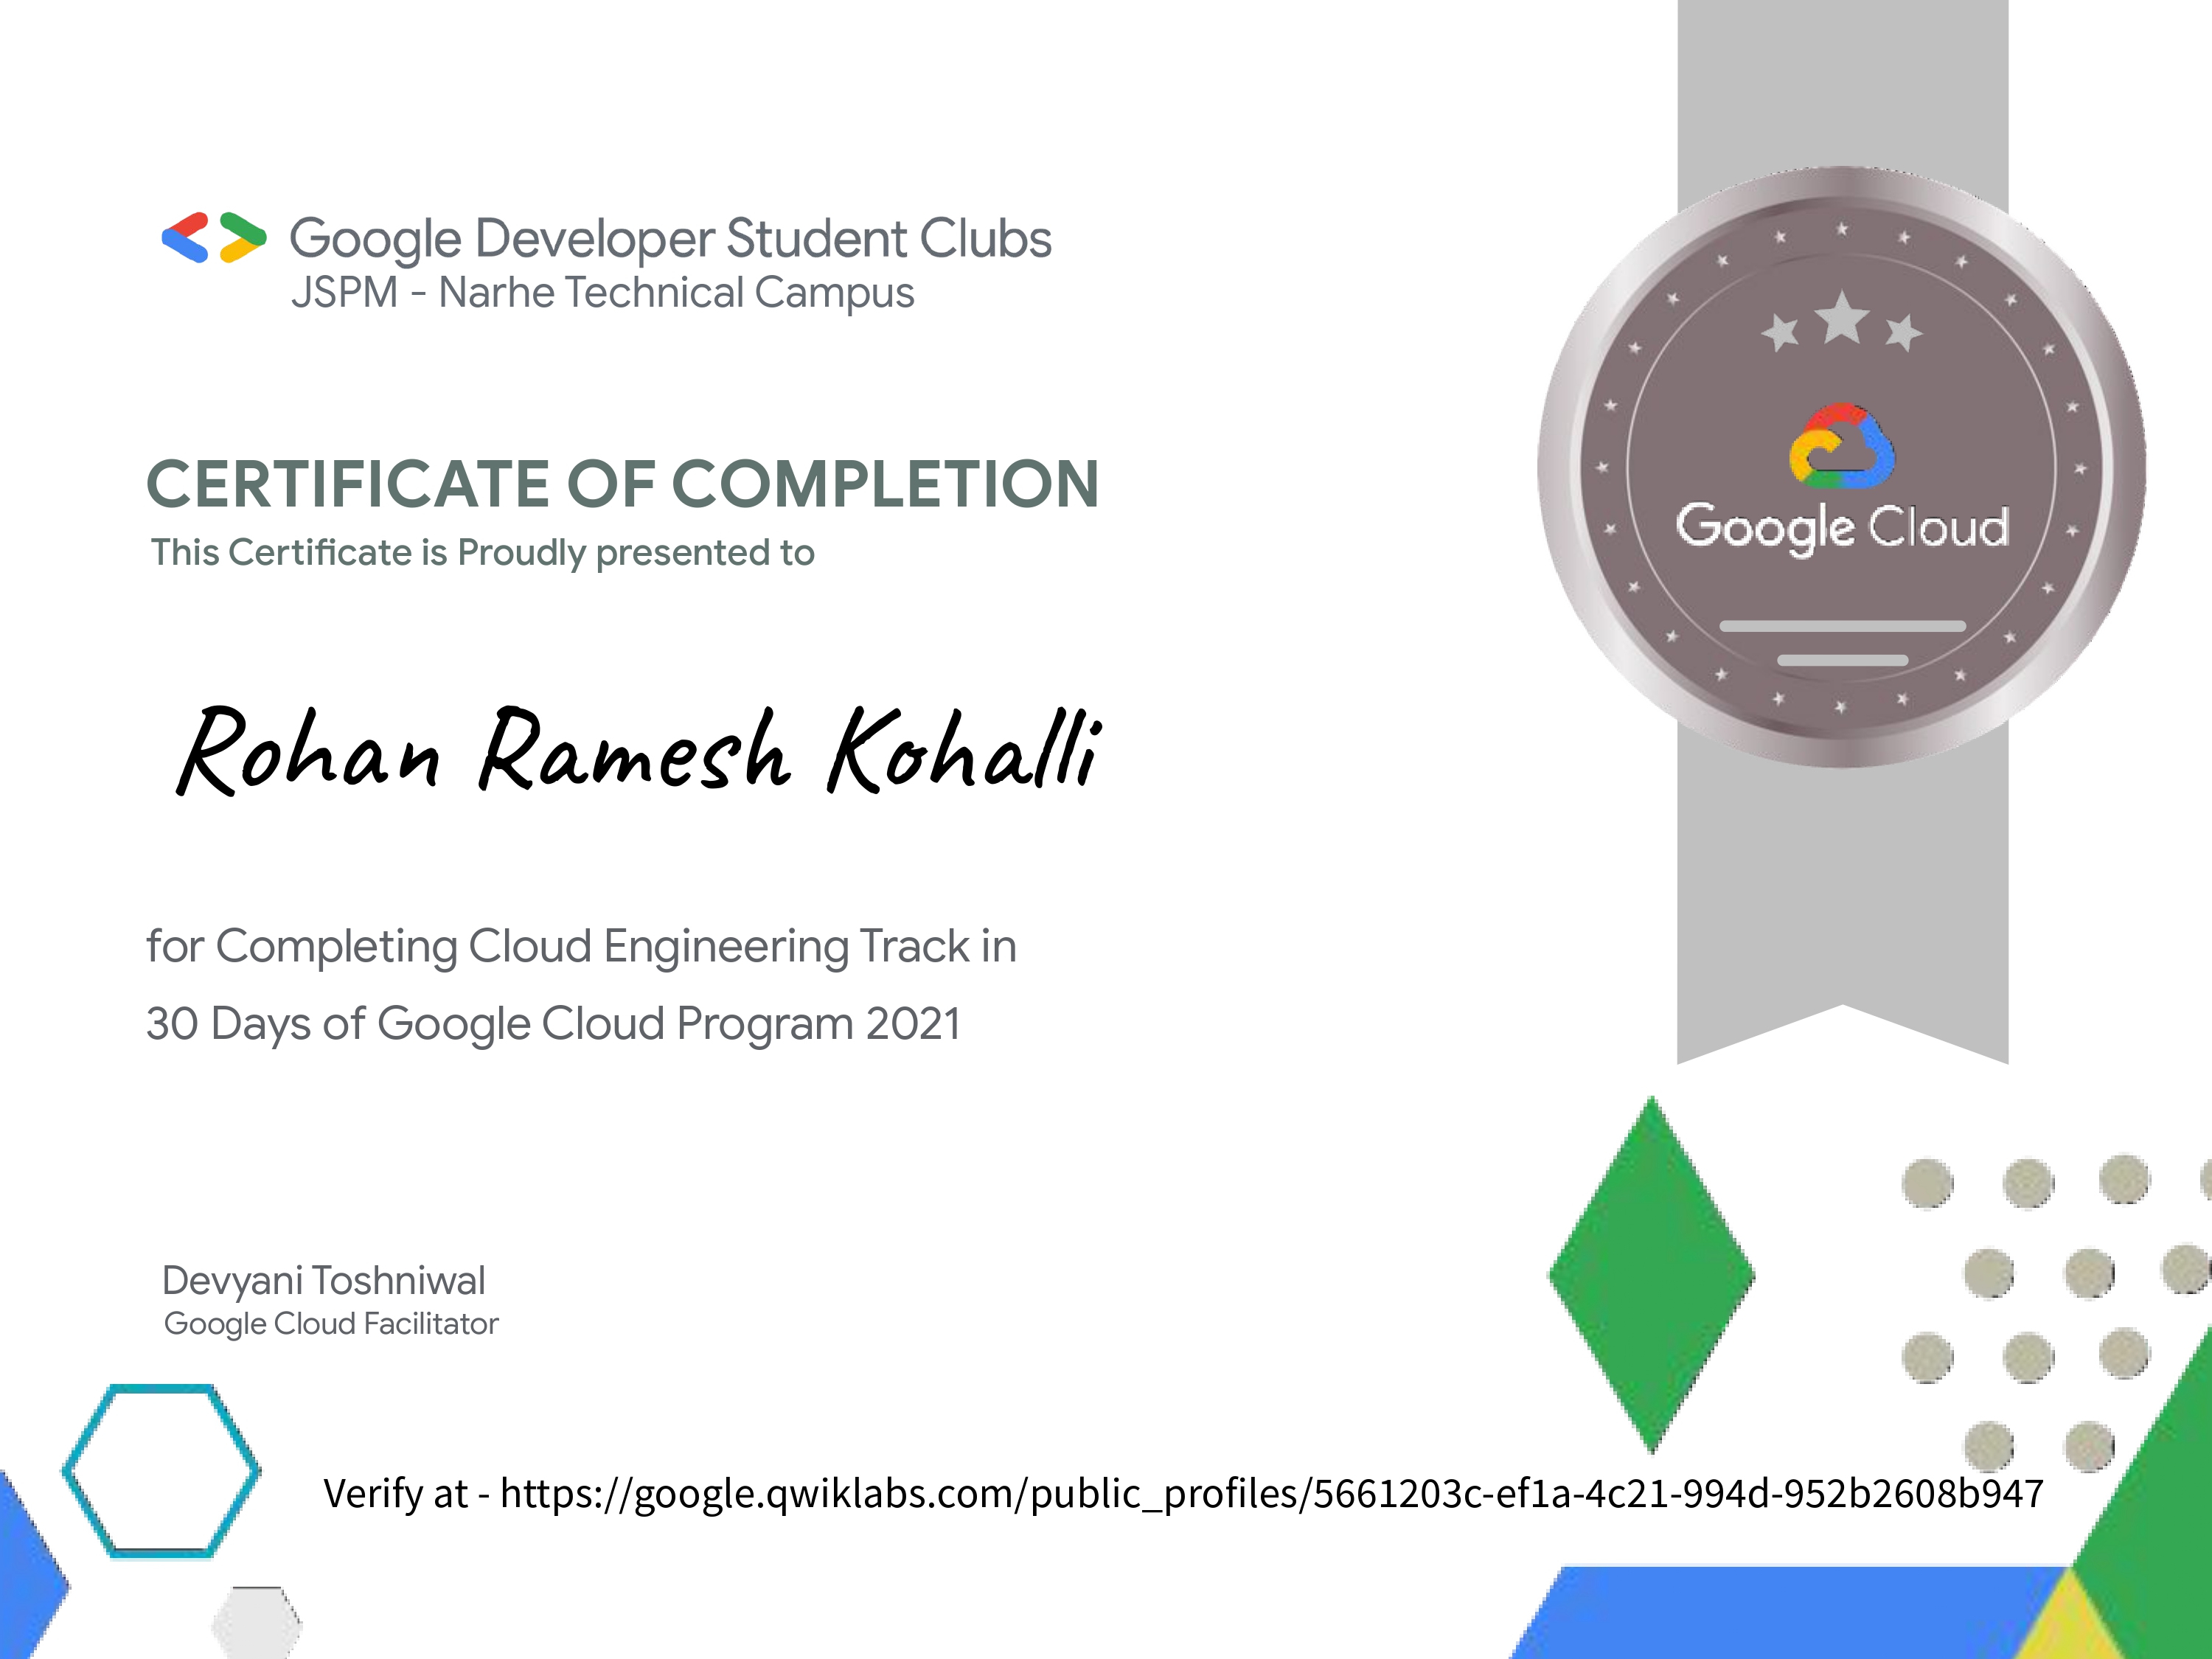 Google Developer Student Clubs
JSPM - Narhe Technical Campus
CERTIFICATE OF COMPLETION
This Certificate is Proudly presented to
Rohan Ramesh Kohalli
for Completing Cloud Engineering Track in
30 Days of Google Cloud Program 2021
Google Cloud
Devyani Toshniwal
Google Cloud Facilitator
Verify at - https://google.qwiklabs.com/public_profiles/5661203c-ef1a-4c21-994d-952b2608b947